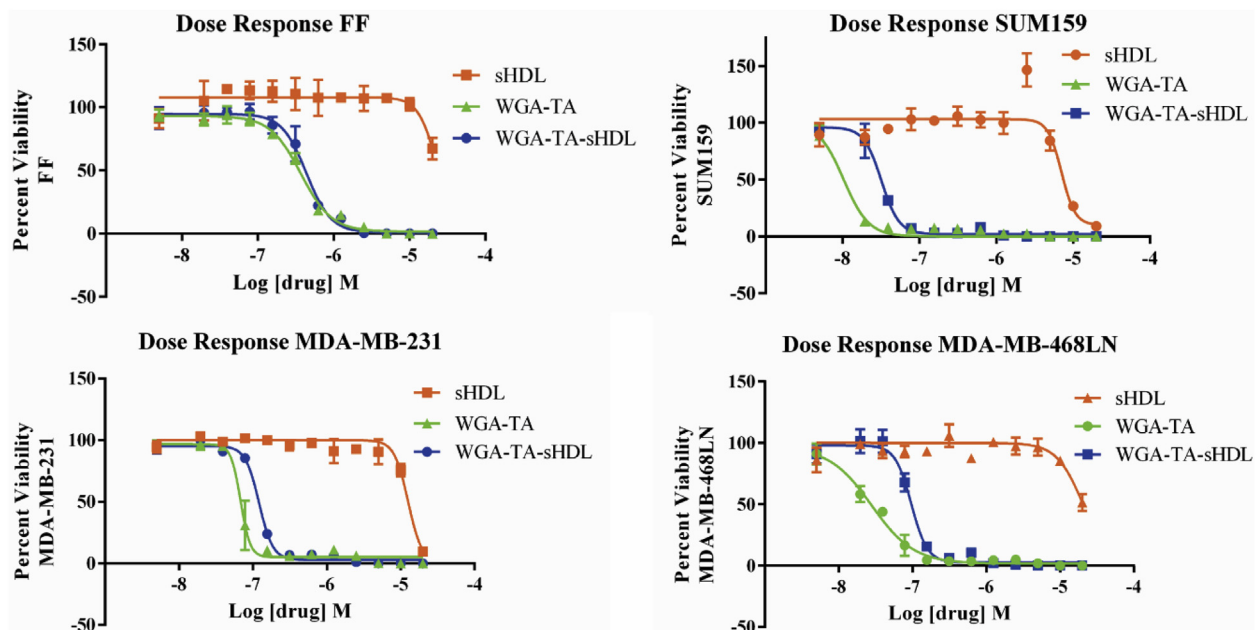 Dose Response FF
150
100
50
0
-50
Percent Viability
FF
-8
-7
-6
-5
-4
Log [drug] M
sHDL
WGA-TA
WGA-TA-sHDL
Dose Response SUM159
150
100
50
0
-50
Percent Viability
SUM159
-8
-7
-6
-5
-4
Log [drug] M
sHDL
WGA-TA
WGA-TA-sHDL
Dose Response MDA-MB-231
150
100
50
0
-50
Percent Viability
MDA-MB-231
-8
-7
-6
-5
-4
Log [drug] M
sHDL
WGA-TA
WGA-TA-sHDL
Dose Response MDA-MB-468LN
150
100
50
0
-50
Percent Viability
MDA-MB-468LN
-8
-7
-6
-5
-4
Log [drug] M
sHDL
WGA-TA
WGA-TA-sHDL